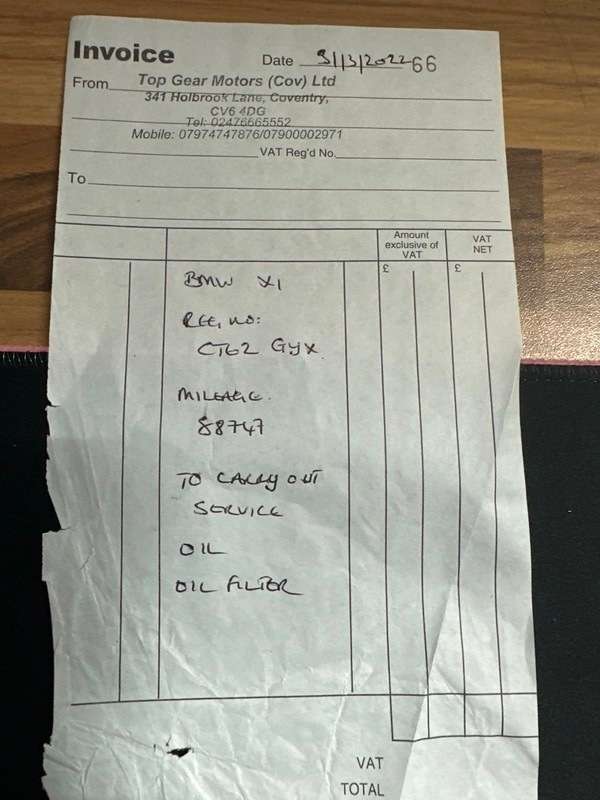 Invoice
Date 3/13/2022 66
From Top Gear Motors (Cov) Ltd
341 Holbrook Lane, Coventry,
CV6 4DG
Tel: 02476665552
Mobile: 07974747876/07900002971
VAT Reg'd No.
To
Amount exclusive of VAT
VAT NET
£ £
BMW X1
REG, NO:
CT62 GYX.
MILEAGE.
88747
TO CARRY OUT
SERVICE
OIL
OIL FILTER
VAT
TOTAL